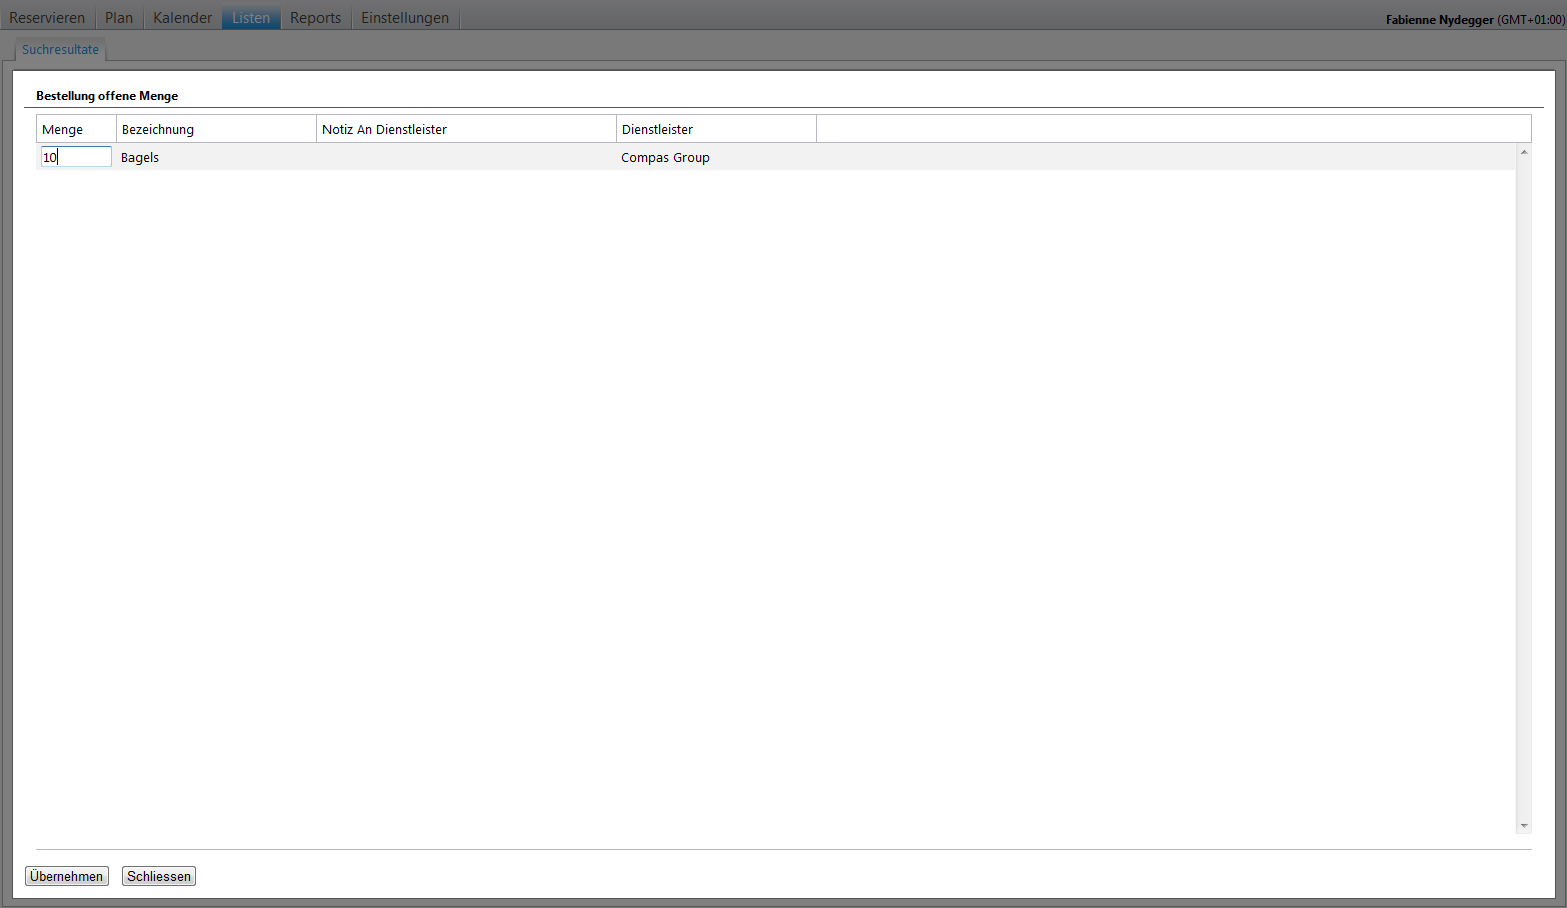 Reservieren Plan Kalender Listen Reports Einstellungen Fabienne Nydegger (GMT+01:00)
Suchresultate
Bestellung offene Menge
Menge Bezeichnung Notiz An Dienstleister Dienstleister
10 Bagels Compas Group
Übernehmen Schliessen